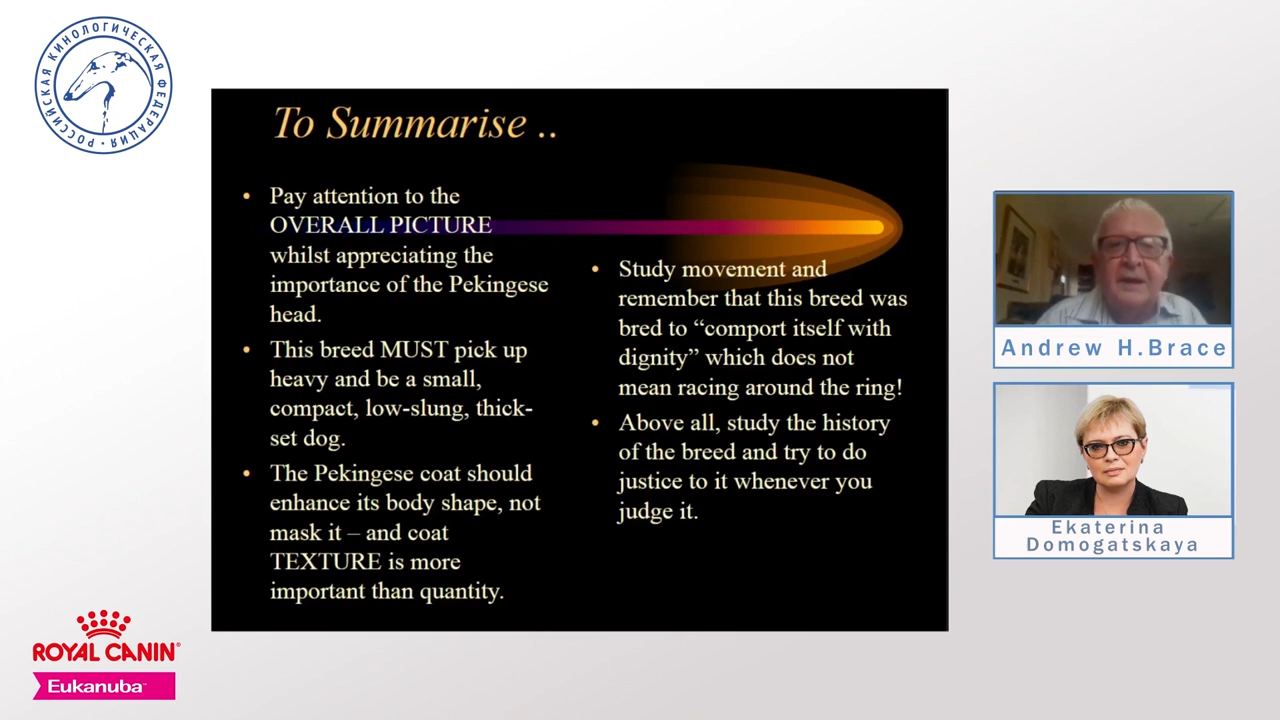 РОССИЙСКАЯ КИНОЛОГИЧЕСКАЯ ФЕДЕРАЦИЯ
To Summarise ..
• Pay attention to the
OVERALL PICTURE
whilst appreciating the
importance of the Pekingese
head.
• This breed MUST pick up
heavy and be a small,
compact, low-slung, thick-
set dog.
• The Pekingese coat should
enhance its body shape, not
mask it – and coat
TEXTURE is more
important than quantity.
• Study movement and
remember that this breed was
bred to “comport itself with
dignity” which does not
mean racing around the ring!
• Above all, study the history
of the breed and try to do
justice to it whenever you
judge it.
Andrew H.Brace
Ekaterina
Domogatskaya
ROYAL CANIN®
Eukanuba™